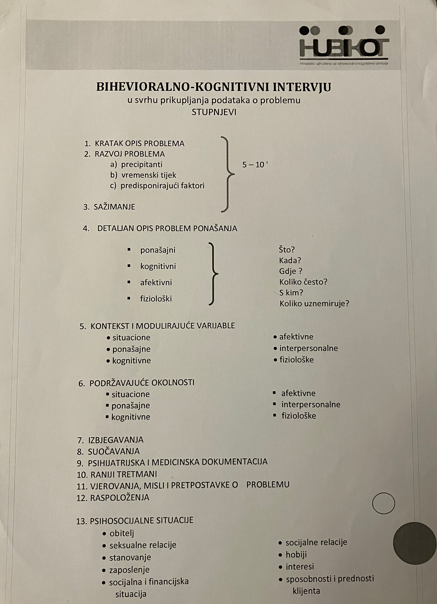 HUBIKOT
BIHEVIORALNO-KOGNITIVNI INTERVJU
u svrhu prikupljanja podataka o problemu
STUPNJEVI
1. KRATAK OPIS PROBLEMA
2. RAZVOJ PROBLEMA
a) precipitanti
b) vremenski tijek
c) predisponirajući faktori
5 – 10 '
3. SAŽIMANJE
4. DETALJAN OPIS PROBLEM PONAŠANJA
▪ ponašajni
▪ kognitivni
▪ afektivni
▪ fiziološki
Što?
Kada?
Gdje ?
Koliko često?
S kim?
Koliko uznemiruje?
5. KONTEKST I MODULIRAJUĆE VARIJABLE
• situacione
• ponašajne
• kognitivne
• afektivne
• interpersonalne
• fiziološke
6. PODRŽAVAJUĆE OKOLNOSTI
• situacione
• ponašajne
• kognitivne
▪ afektivne
▪ interpersonalne
▪ fiziološke
7. IZBJEGAVANJA
8. SUOČAVANJA
9. PSIHIJATRIJSKA I MEDICINSKA DOKUMENTACIJA
10. RANIJI TRETMANI
11. VJEROVANJA, MISLI I PRETPOSTAVKE O PROBLEMU
12. RASPOLOŽENJA
13. PSIHOSOCIJALNE SITUACIJE
• obitelj
• seksualne relacije
• stanovanje
• zaposlenje
• socijalna i financijska
situacija
• socijalne relacije
• hobiji
• interesi
• sposobnosti i prednosti
klijenta